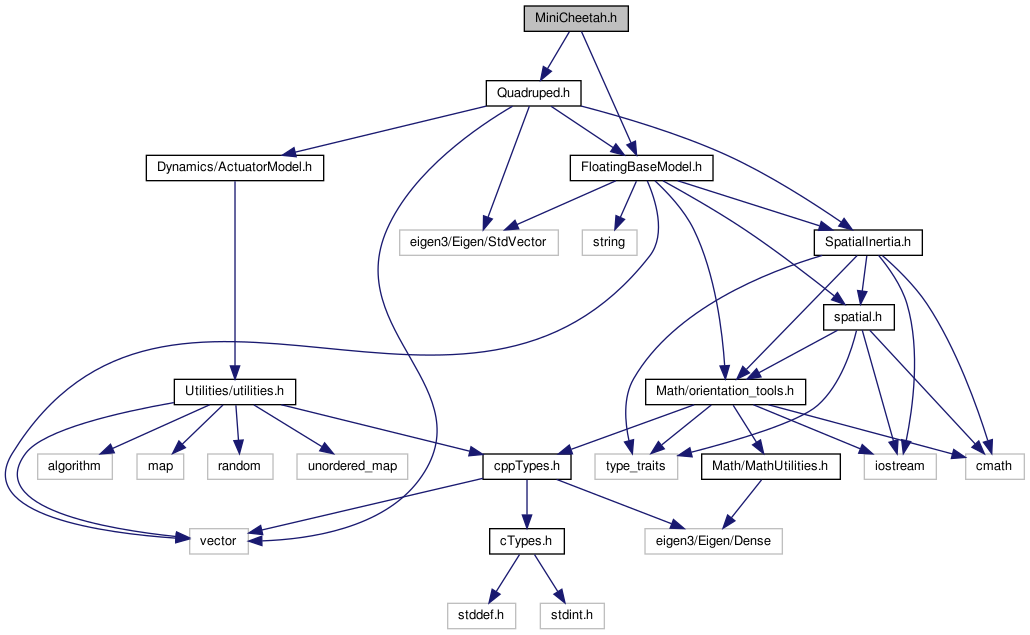 MiniCheetah.h
Quadruped.h
Dynamics/ActuatorModel.h
FloatingBaseModel.h
eigen3/Eigen/StdVector
string
SpatialInertia.h
spatial.h
Utilities/utilities.h
Math/orientation_tools.h
algorithm
map
random
unordered_map
cppTypes.h
type_traits
Math/MathUtilities.h
iostream
cmath
vector
cTypes.h
eigen3/Eigen/Dense
stddef.h
stdint.h